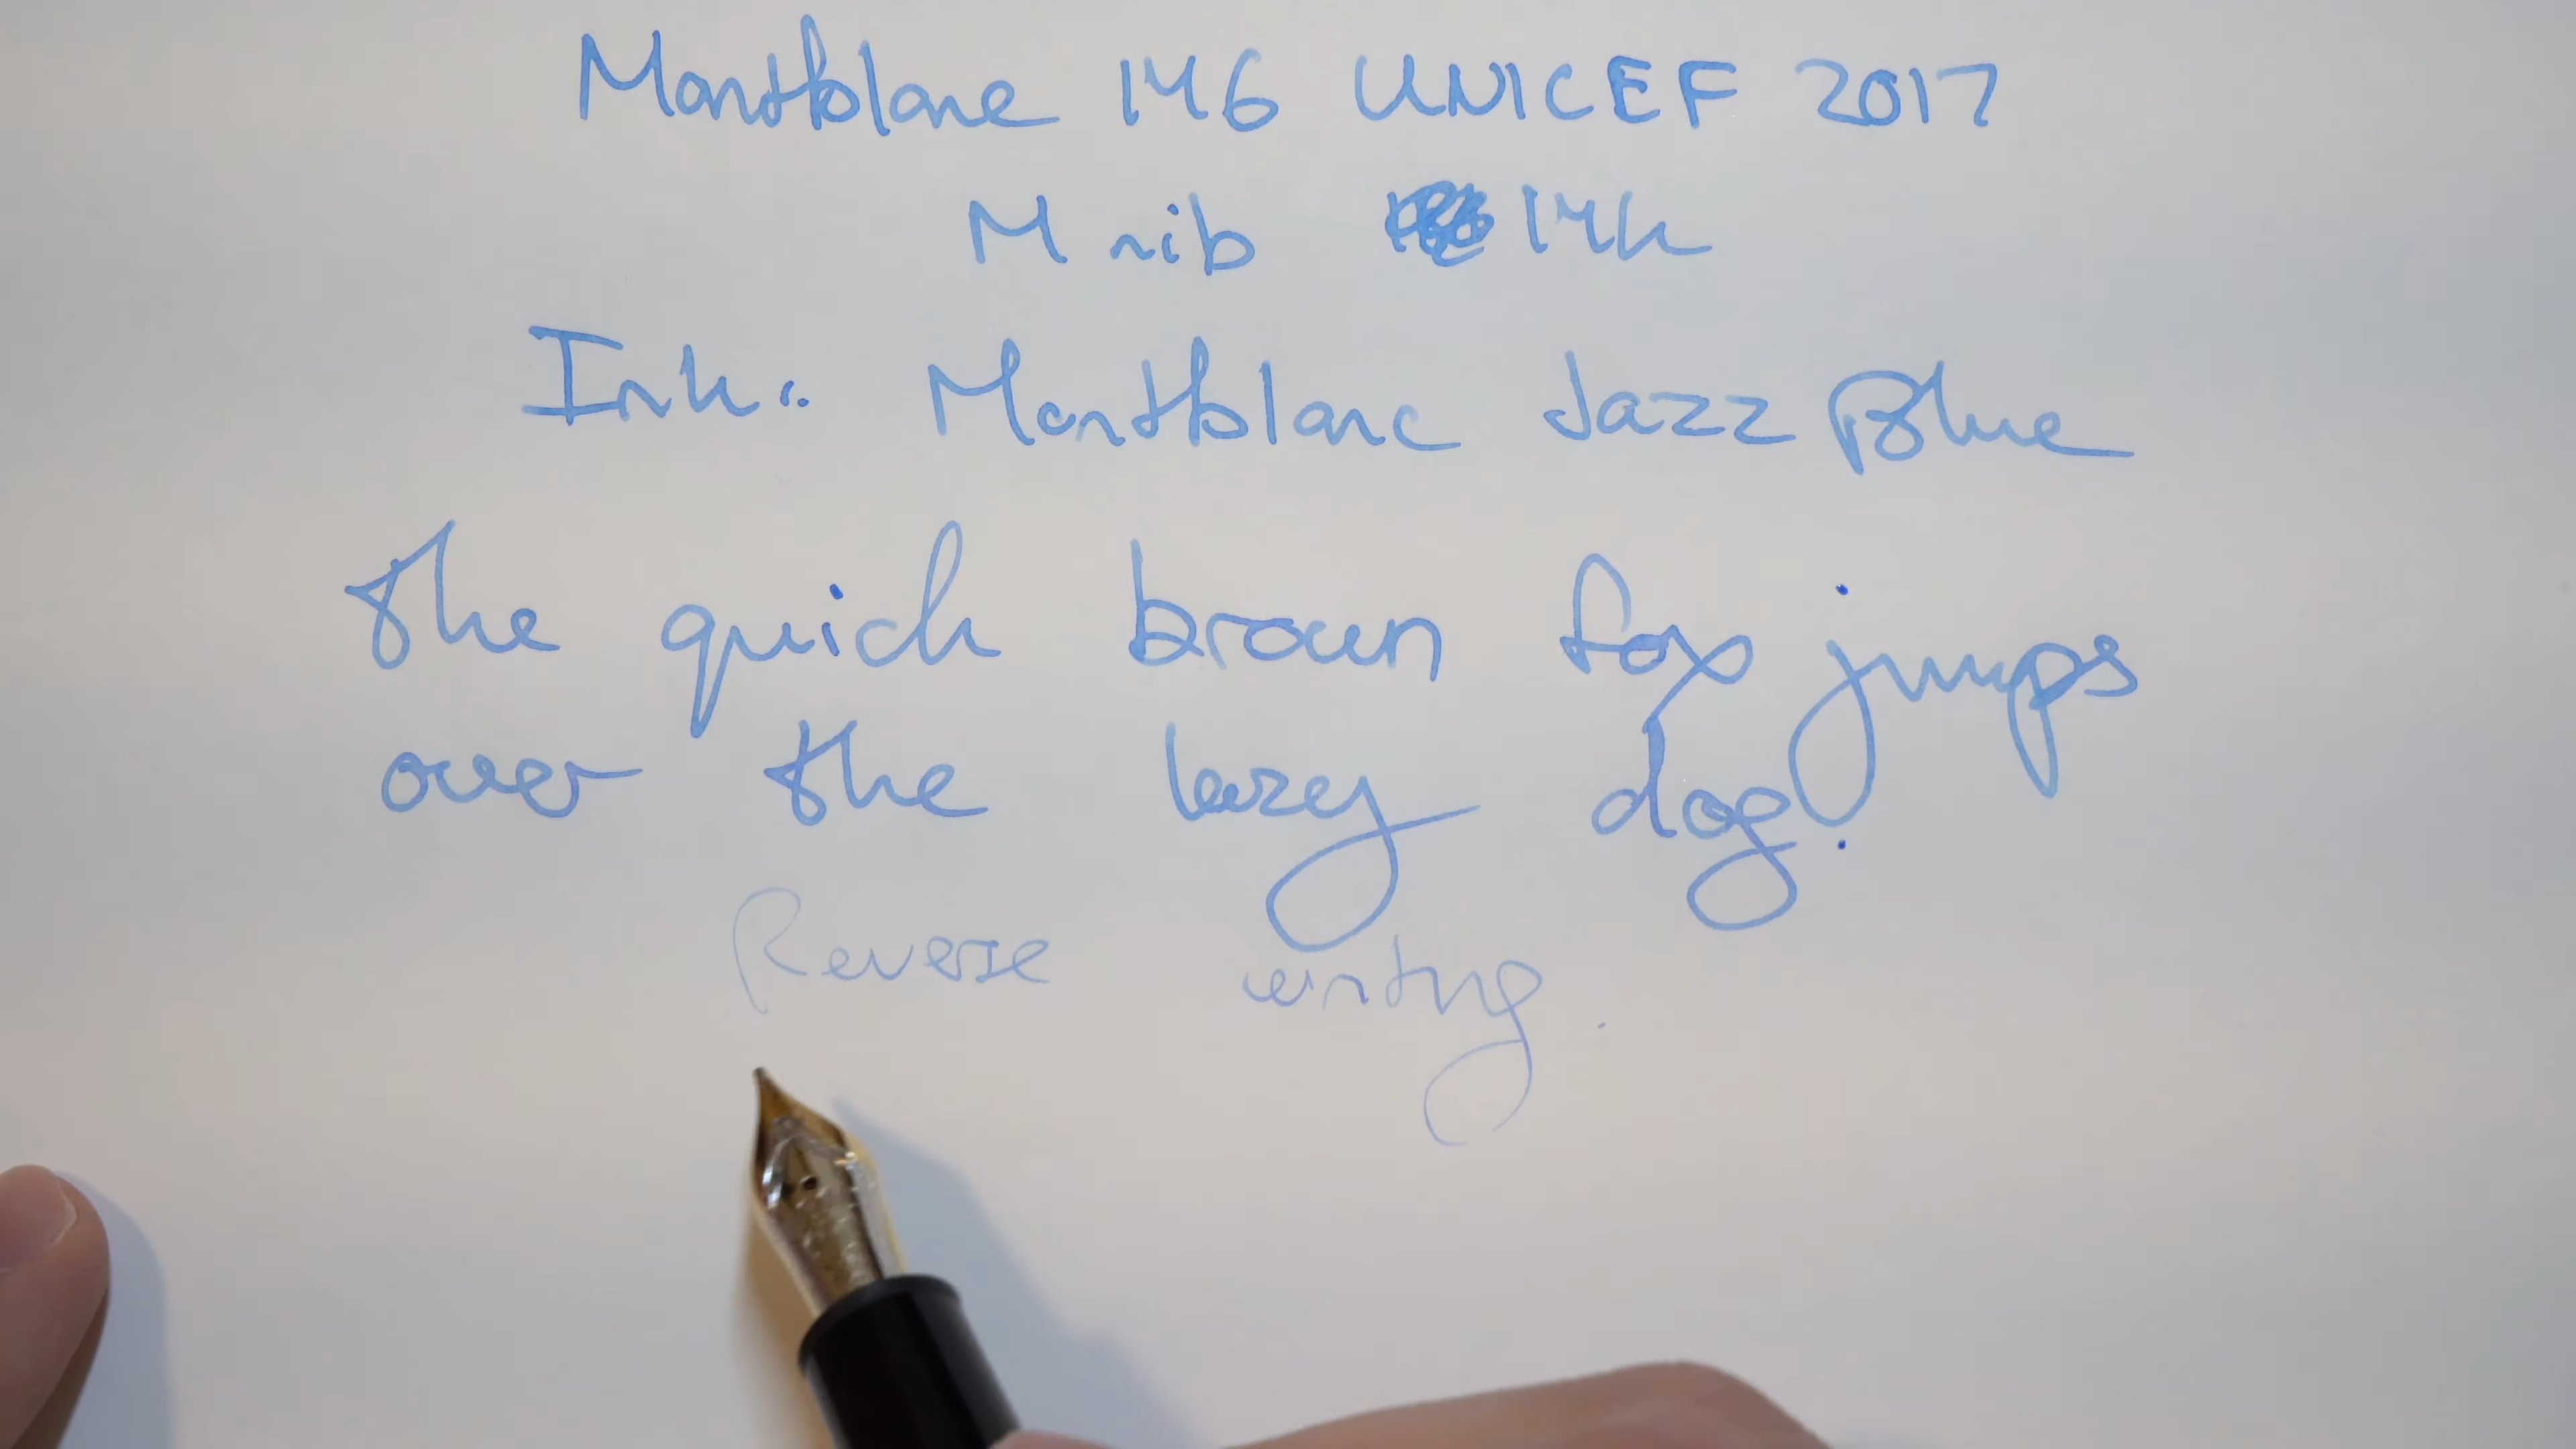 Montblanc 146 UNICEF 2017
M nib 14k
Ink: Montblanc Jazz Blue
the quick brown fox jumps
over the lazy dog.
Reverse writing.